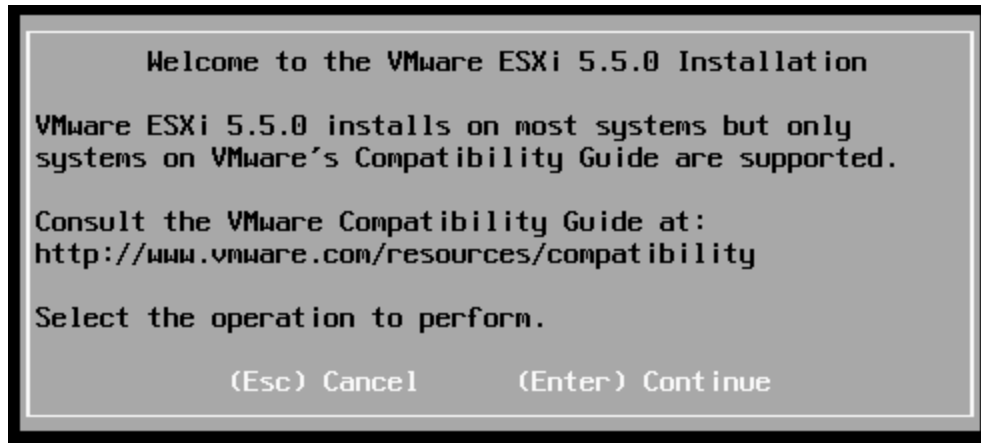 Welcome to the VMware ESXi 5.5.0 Installation
VMware ESXi 5.5.0 installs on most systems but only
systems on VMware's Compatibility Guide are supported.
Consult the VMware Compatibility Guide at:
http://www.vmware.com/resources/compatibility
Select the operation to perform.
(Esc) Cancel (Enter) Continue